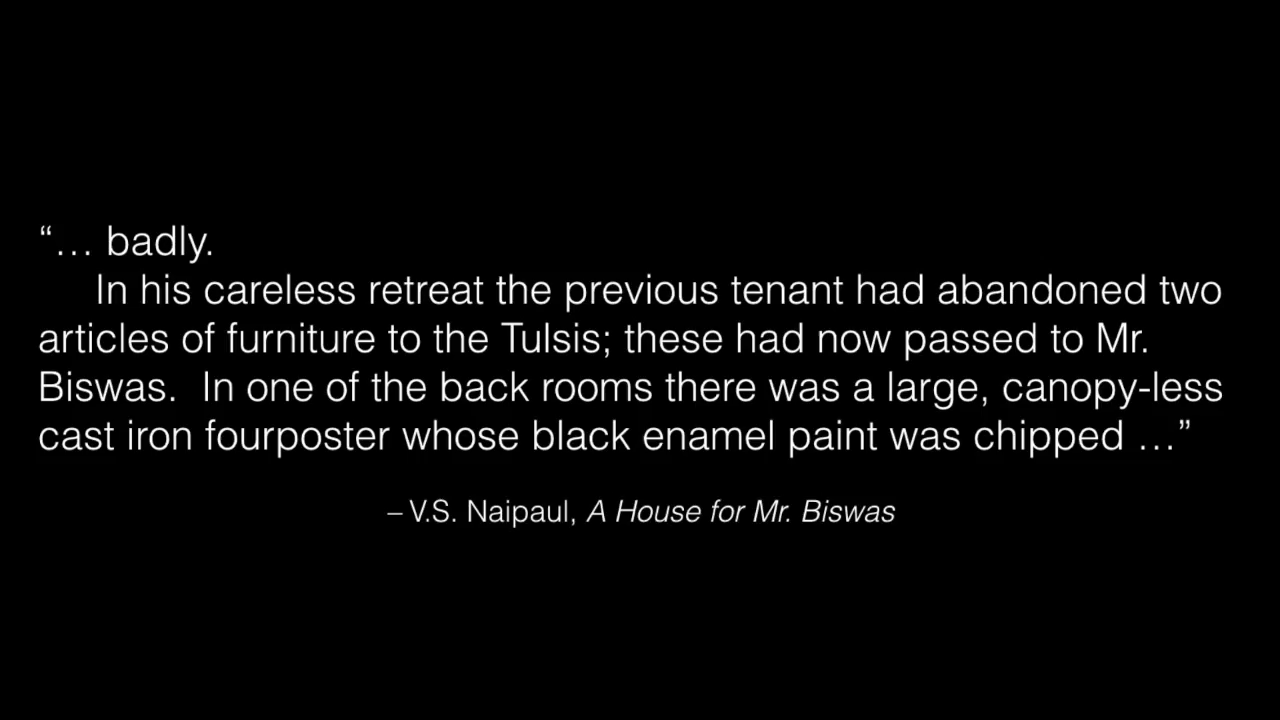 “… badly.
In his careless retreat the previous tenant had abandoned two
articles of furniture to the Tulsis; these had now passed to Mr.
Biswas.  In one of the back rooms there was a large, canopy-less
cast iron fourposter whose black enamel paint was chipped …”
– V.S. Naipaul, A House for Mr. Biswas